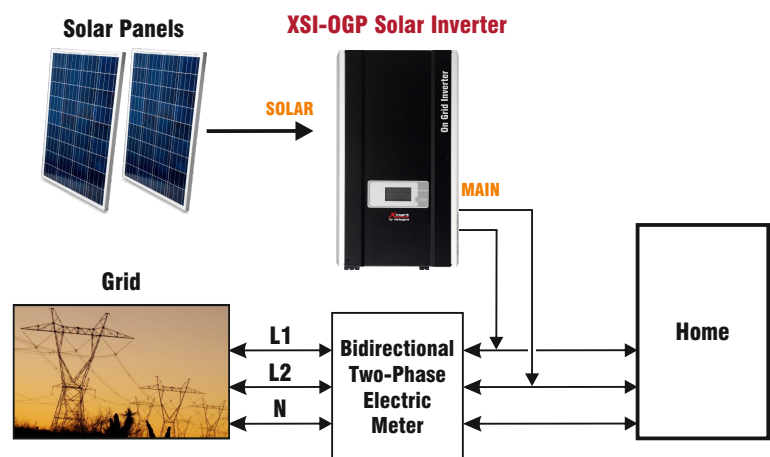 Solar Panels
XSI-OGP Solar Inverter
SOLAR
On Grid Inverter
MAIN
Xmart
Grid
L1
L2
N
Bidirectional
Two-Phase
Electric
Meter
Home